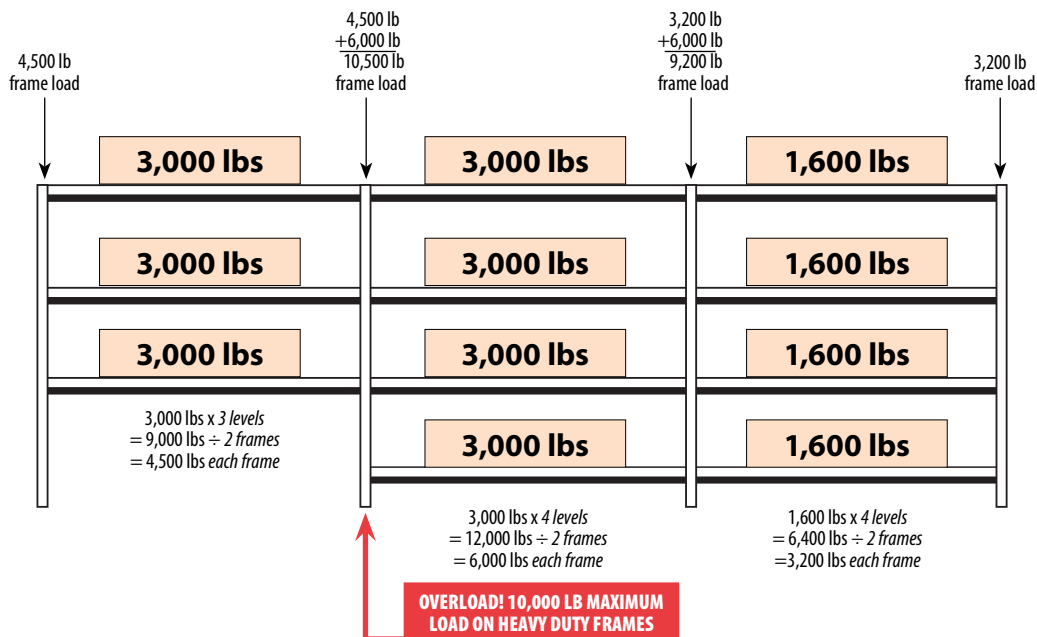 4,500 lb
frame load
4,500 lb
+6,000 lb
10,500 lb
frame load
3,200 lb
+6,000 lb
9,200 lb
frame load
3,200 lb
frame load
3,000 lbs
3,000 lbs
1,600 lbs
3,000 lbs
3,000 lbs
1,600 lbs
3,000 lbs
3,000 lbs
1,600 lbs
3,000 lbs x 3 levels
= 9,000 lbs ÷ 2 frames
= 4,500 lbs each frame
3,000 lbs
1,600 lbs
3,000 lbs x 4 levels
= 12,000 lbs ÷ 2 frames
= 6,000 lbs each frame
1,600 lbs x 4 levels
= 6,400 lbs ÷ 2 frames
=3,200 lbs each frame
OVERLOAD! 10,000 LB MAXIMUM
LOAD ON HEAVY DUTY FRAMES